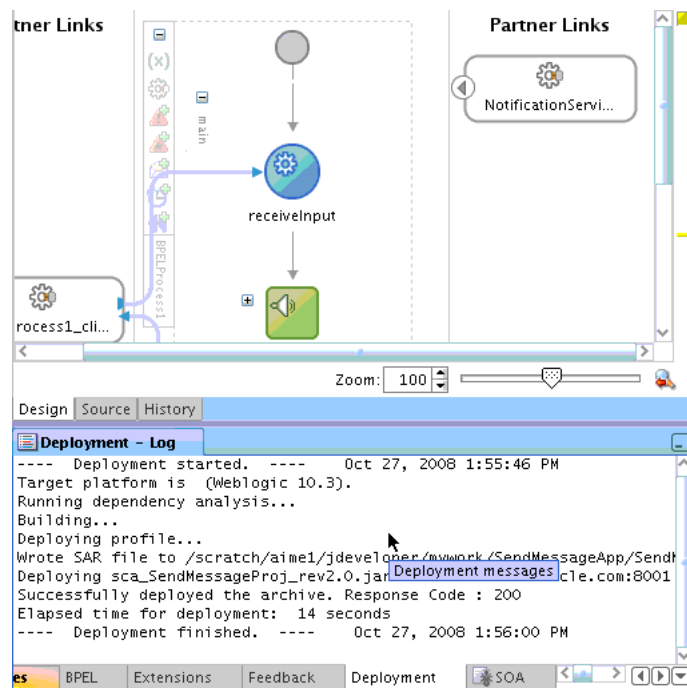 tner Links
Partner Links
(x)
main
NotificationServi...
receiveInput
BPELProcess1
rocess1_cli...
Zoom: 100
Design Source History
Deployment - Log
---- Deployment started. ---- Oct 27, 2008 1:55:46 PM
Target platform is (Weblogic 10.3).
Running dependency analysis...
Building...
Deploying profile...
Wrote SAR file to /scratch/aime1/jdeveloper/mywork/SendMessageApp/Send
Deploying sca_SendMessageProj_rev2.0.jar cle.com:8001
Deployment messages
Successfully deployed the archive. Response Code : 200
Elapsed time for deployment: 14 seconds
---- Deployment finished. ---- Oct 27, 2008 1:56:00 PM
es BPEL Extensions Feedback Deployment SOA